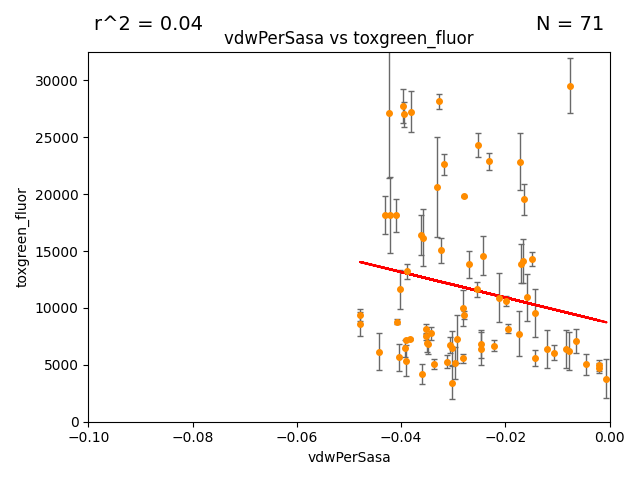 r^2 = 0.04
N = 71
vdwPerSasa vs toxgreen_fluor
30000
25000
20000
15000
10000
5000
0
toxgreen_fluor
−0.10
−0.08
−0.06
−0.04
−0.02
0.00
vdwPerSasa